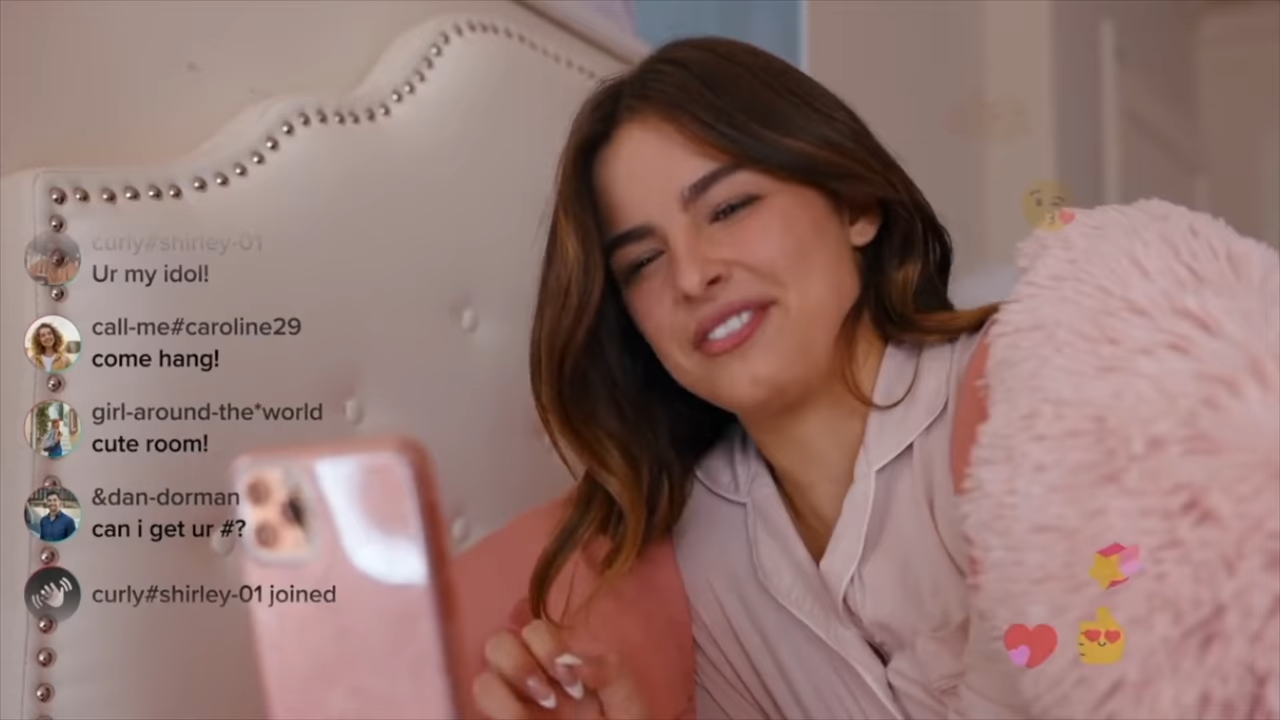 curly#shirley-01
Ur my idol!
call-me#caroline29
come hang!
girl-around-the*world
cute room!
&dan-dorman
can i get ur #?
curly#shirley-01 joined